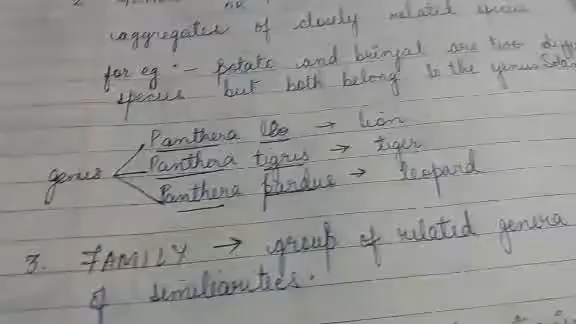 aggregates of closely related species
for eg :- potato and brinjal are two
species but both belong to the genus
Panthera leo → lion
genus Panthera tigris → tiger
Panthera pardus → leopard
3. FAMILY → group of related genera
of similiarities.